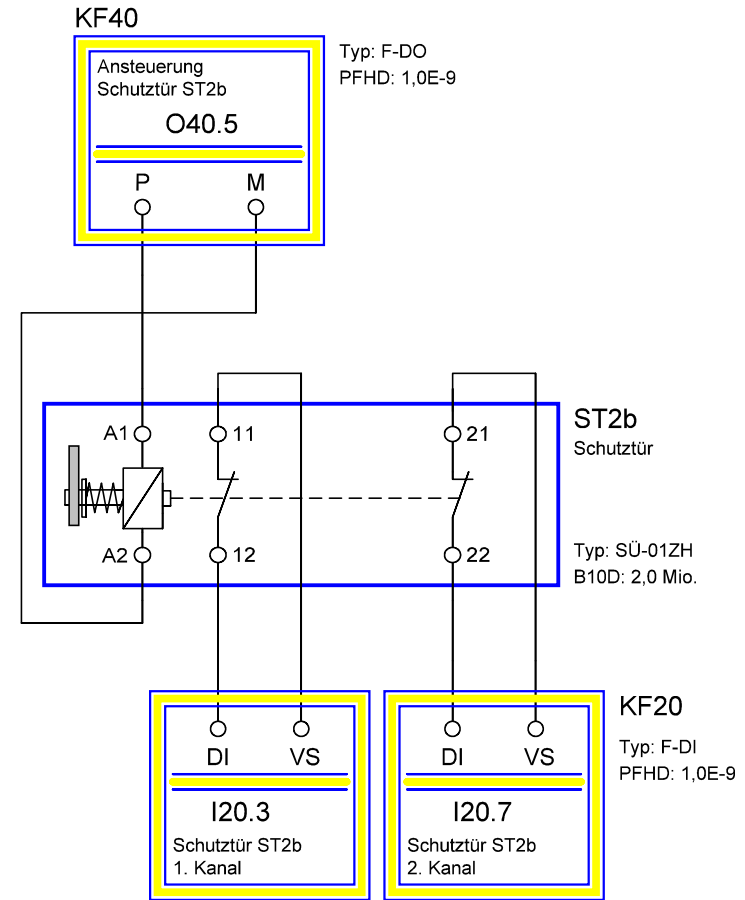 KF40
Typ: F-DO
PFHD: 1,0E-9
Ansteuerung
Schutztür ST2b
O40.5
P M
A1 11 21
ST2b
Schutztür
A2 12 22
Typ: SÜ-01ZH
B10D: 2,0 Mio.
KF20
Typ: F-DI
PFHD: 1,0E-9
DI VS
I20.3
Schutztür ST2b
1. Kanal
DI VS
I20.7
Schutztür ST2b
2. Kanal